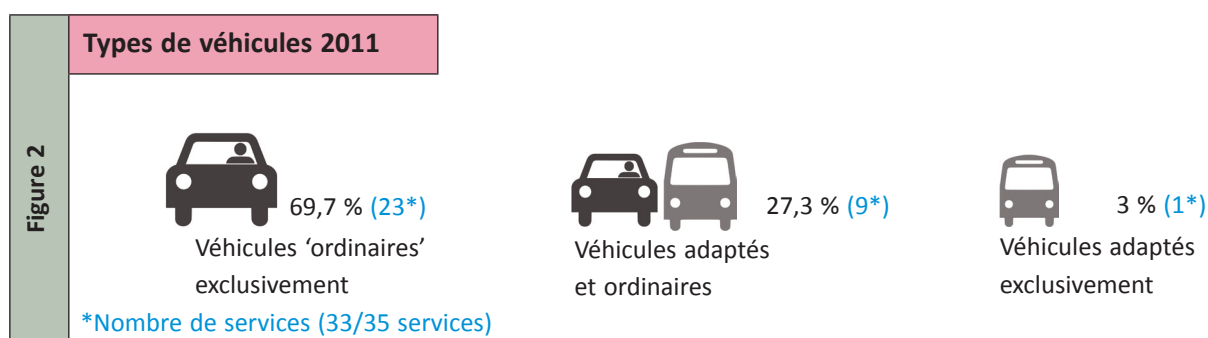 Figure 2
Types de véhicules 2011
69,7 % (23*)
Véhicules ‘ordinaires’
exclusivement
27,3 % (9*)
Véhicules adaptés
et ordinaires
3 % (1*)
Véhicules adaptés
exclusivement
*Nombre de services (33/35 services)